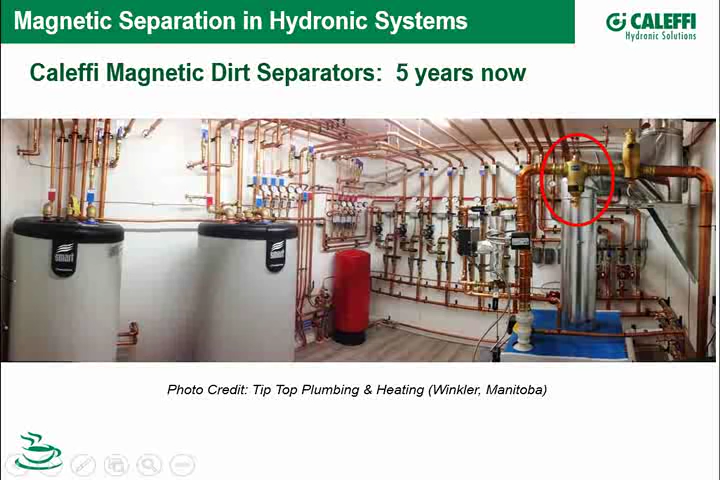 Magnetic Separation in Hydronic Systems
CALEFFI
Hydronic Solutions
Caleffi Magnetic Dirt Separators: 5 years now
smart
smart
Photo Credit: Tip Top Plumbing & Heating (Winkler, Manitoba)